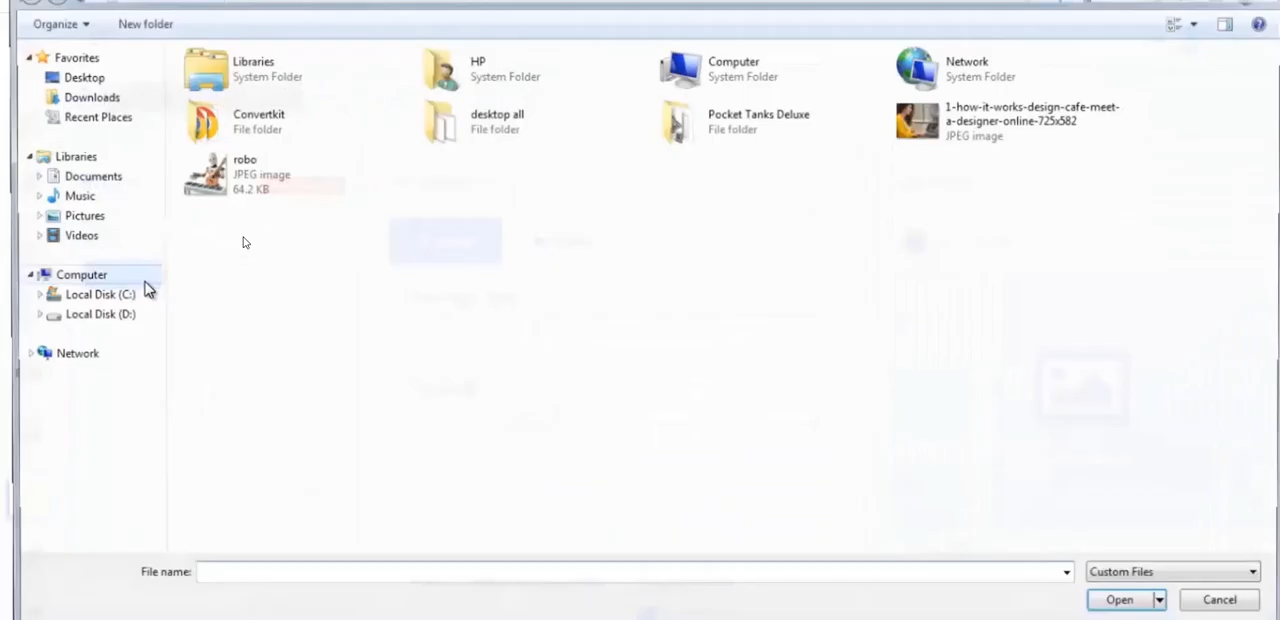 Organize
New folder
Favorites
Desktop
Downloads
Recent Places
Libraries
Documents
Music
Pictures
Videos
Computer
Local Disk (C:)
Local Disk (D:)
Network
Libraries
System Folder
HP
System Folder
Computer
System Folder
Network
System Folder
Convertkit
File folder
desktop all
File folder
Pocket Tanks Deluxe
File folder
1-how-it-works-design-cafe-meet-
a-designer-online-725x582
JPEG image
robo
JPEG image
64.2 KB
File name:
Custom Files
Open
Cancel